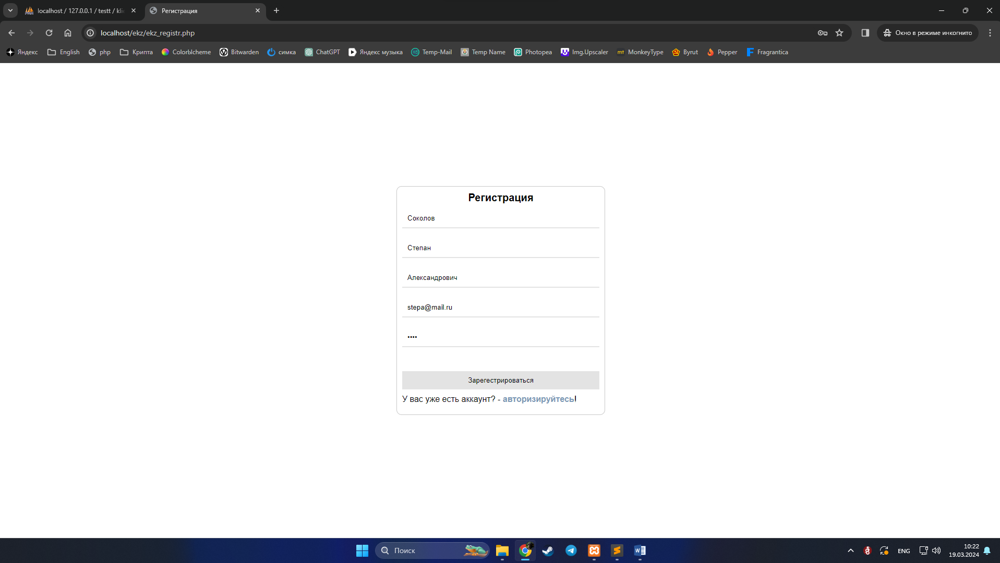 localhost / 127.0.0.1 / testt / kli
Регистрация
localhost/ekz/ekz_registr.php
Окно в режиме инкогнито
Яндекс
English
php
Крипта
Colorblcheme
Bitwarden
симка
ChatGPT
Яндекс музыка
Temp-Mail
Temp Name
Photopea
Img.Upscaler
mt MonkeyType
Byrut
Pepper
Fragrantica
Регистрация
Соколов
Степан
Александрович
stepa@mail.ru
••••
Зарегестрироваться
У вас уже есть аккаунт? - авторизируйтесь!
Поиск
ENG
10:22
19.03.2024